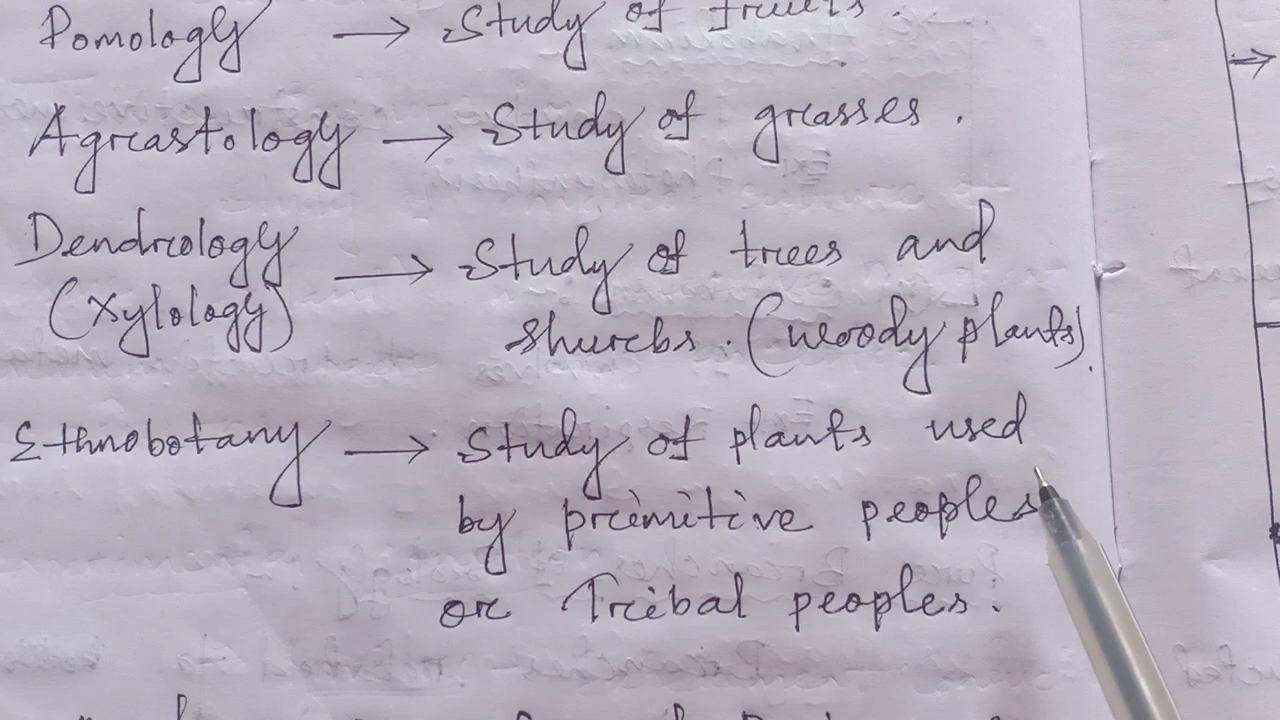 Pomology → Study of fruits.
Agrastology → Study of grasses.
Dendrology → Study of trees and
(Xylology) shurbs. (woody plants).
Ethnobotany → Study of plants used
by primitive peoples
or Tribal peoples.